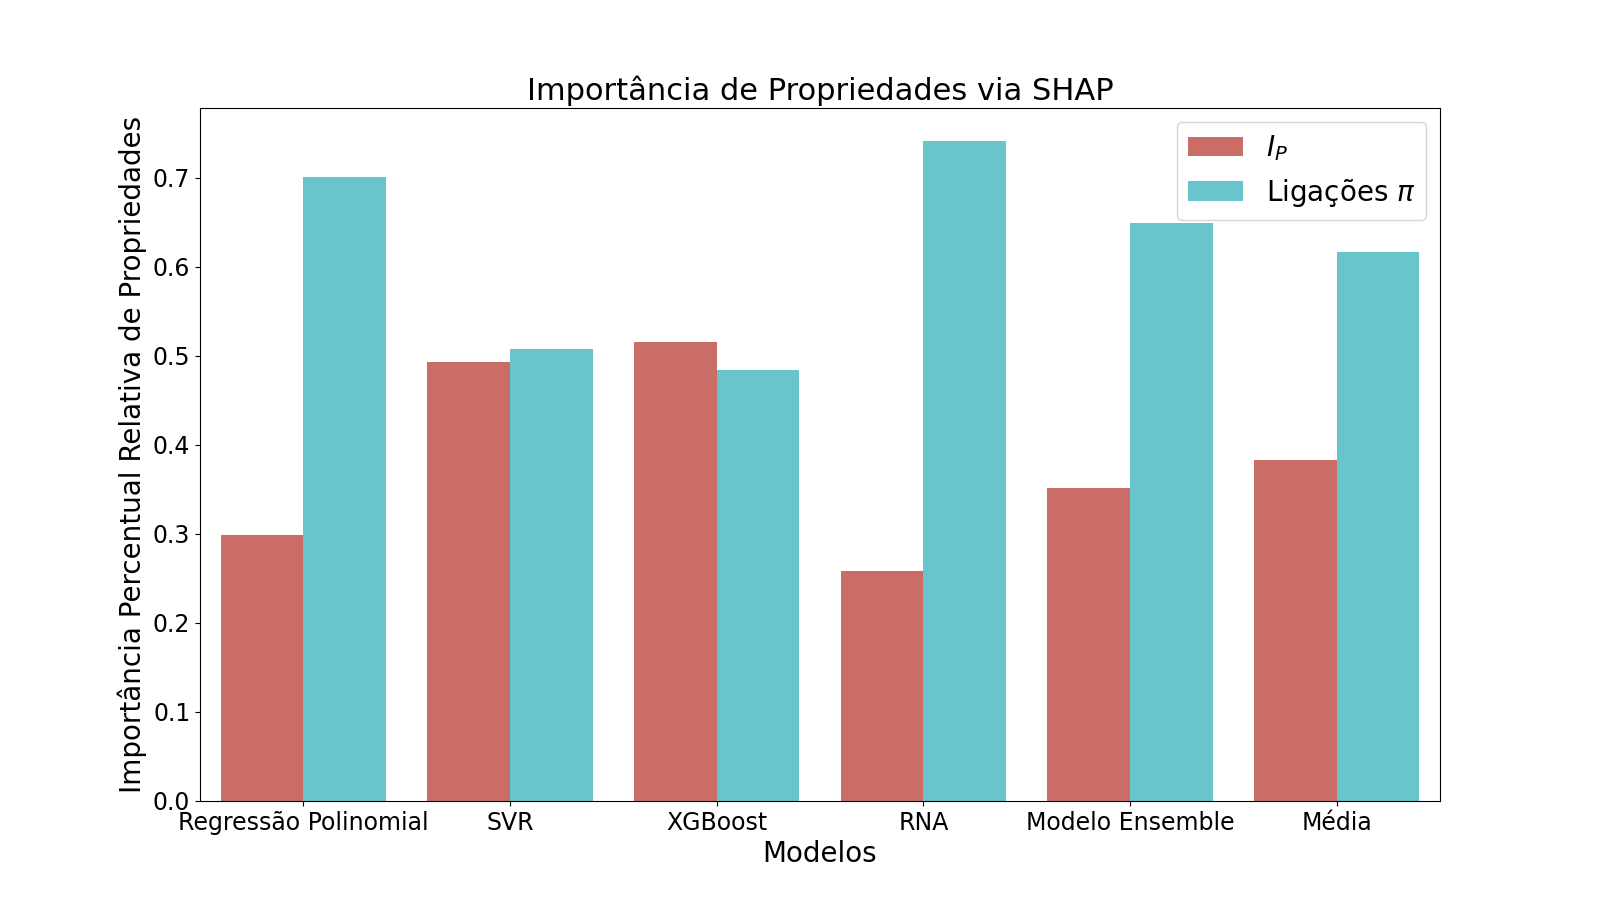 Importância de Propriedades via SHAP
I_P
Ligações π
Importância Percentual Relativa de Propriedades
0.7
0.6
0.5
0.4
0.3
0.2
0.1
0.0
Regressão Polinomial SVR XGBoost RNA Modelo Ensemble Média
Modelos